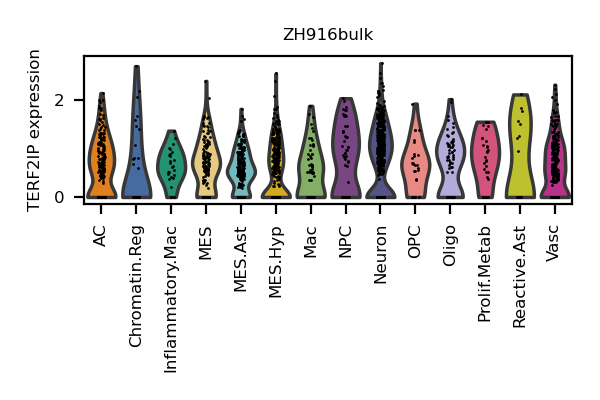 ZH916bulk
TERF2IP expression
2
0
AC
Chromatin.Reg
Inflammatory.Mac
MES
MES.Ast
MES.Hyp
Mac
NPC
Neuron
OPC
Oligo
Prolif.Metab
Reactive.Ast
Vasc